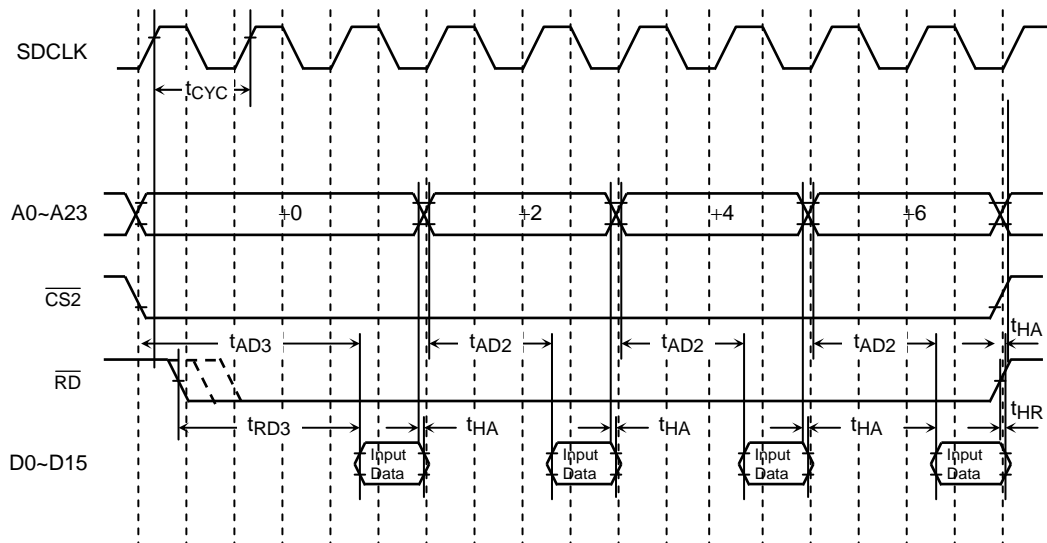 SDCLK
tCYC
A0~A23
+0
+2
+4
+6
CS2
tAD3
tAD2
tAD2
tAD2
tHA
RD
tRD3
tHA
tHA
tHA
tHR
D0~D15
Input
Data
Input
Data
Input
Data
Input
Data